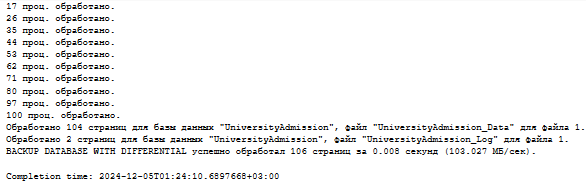 17 проц. обработано.
26 проц. обработано.
35 проц. обработано.
44 проц. обработано.
53 проц. обработано.
62 проц. обработано.
71 проц. обработано.
80 проц. обработано.
97 проц. обработано.
100 проц. обработано.
Обработано 104 страниц для базы данных "UniversityAdmission", файл "UniversityAdmission_Data" для файла 1.
Обработано 2 страниц для базы данных "UniversityAdmission", файл "UniversityAdmission_Log" для файла 1.
BACKUP DATABASE WITH DIFFERENTIAL успешно обработал 106 страниц за 0.008 секунд (103.027 МБ/сек).
Completion time: 2024-12-05T01:24:10.6897668+03:00